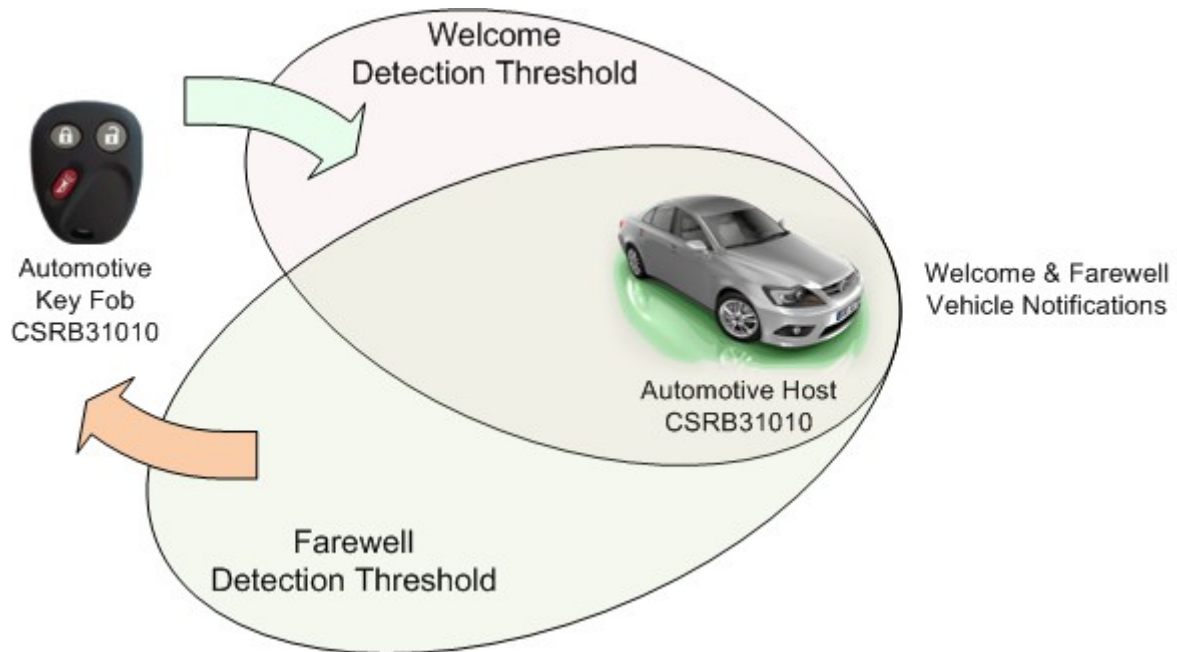 Welcome
Detection Threshold
Automotive
Key Fob
CSRB31010
Welcome & Farewell
Vehicle Notifications
Automotive Host
CSRB31010
Farewell
Detection Threshold